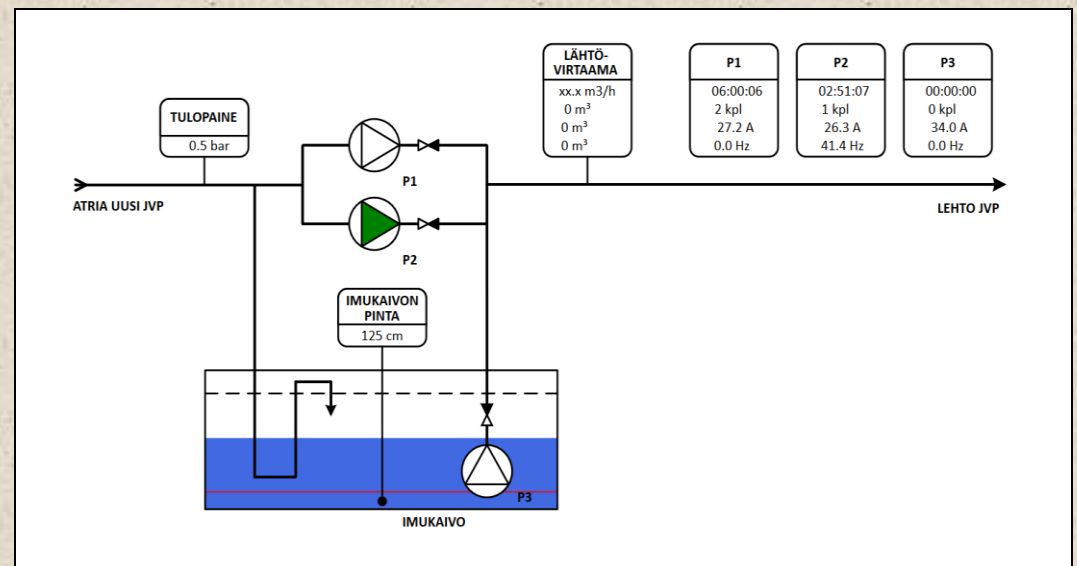 LÄHTÖ-
VIRTAAMA
xx.x m3/h
0 m³
0 m³
0 m³
P1
06:00:06
2 kpl
27.2 A
0.0 Hz
P2
02:51:07
1 kpl
26.3 A
41.4 Hz
P3
00:00:00
0 kpl
34.0 A
0.0 Hz
TULOPAINE
0.5 bar
P1
ATRIA UUSI JVP
LEHTO JVP
P2
IMUKAIVON
PINTA
125 cm
P3
IMUKAIVO